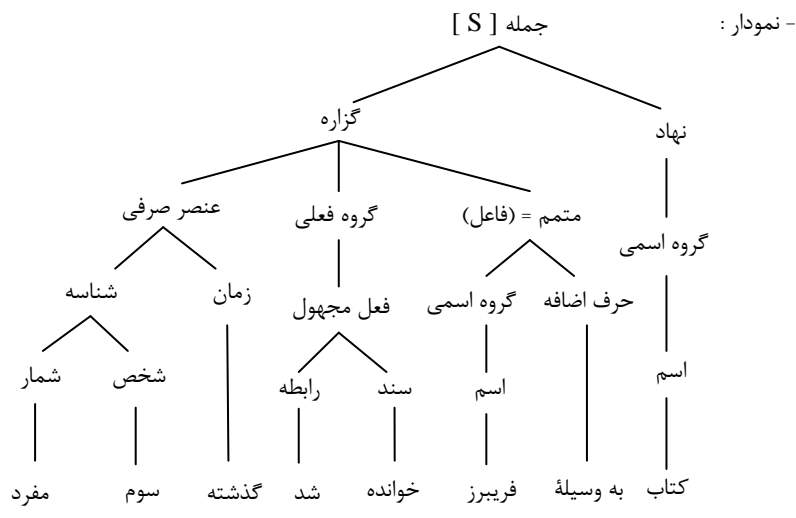 - نمودار :
جمله [ S ]
نهاد گزاره
گروه اسمی متمم = (فاعل) گروه فعلی عنصر صرفی
اسم حرف اضافه گروه اسمی فعل مجهول زمان شناسه
اسم سند رابطه شخص شمار
کتاب به وسیلهٔ فریبرز خوانده شد گذشته سوم مفرد